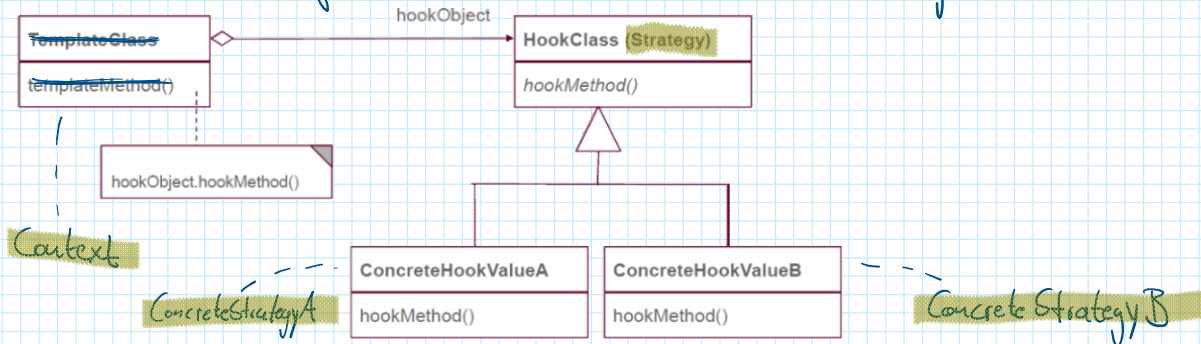 hookObject
TemplateClass
HookClass (Strategy)
templateMethod()
hookMethod()
hookObject.hookMethod()
Context
ConcreteHookValueA
ConcreteHookValueB
ConcreteStrategyA
hookMethod()
hookMethod()
ConcreteStrategyB